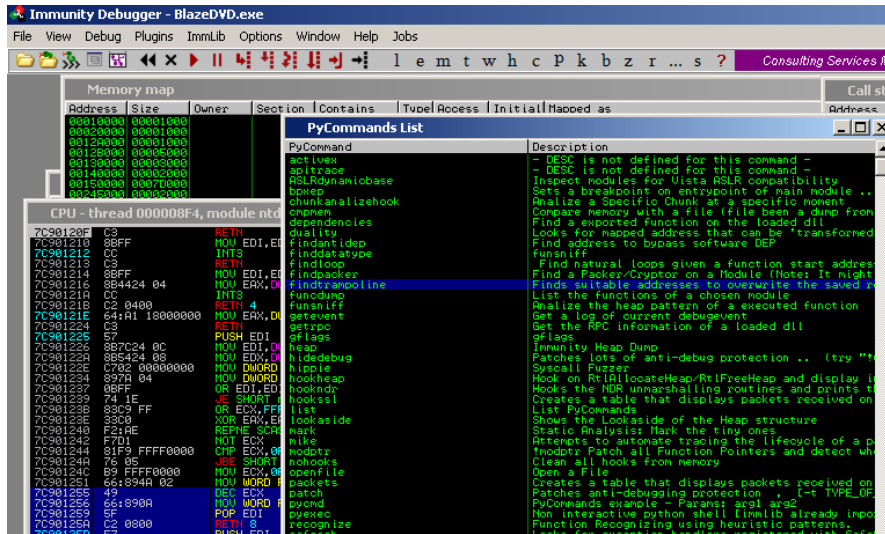 Immunity Debugger - BlazeDVD.exe
File View Debug Plugins ImmLib Options Window Help Jobs
l e m t w h c P k b z r ... s ? Consulting Services
Memory map
Call st
Address Size Owner Section Contains Type Access Initial Mapped as
Address
00010000 00001000
00020000 00001000
0012A000 00001000
0012B000 00005000
00130000 00003000
00140000 00002000
00150000 0007D000
00245000 00002000
PyCommands List
PyCommand Description
activex - DESC is not defined for this command -
apitrace - DESC is not defined for this command -
ASLRdynamicbase Inspect modules for Vista ASLR compatibility
bpxep Sets a breakpoint on entrypoint of main module ..
chunkanalizehook Analize a Specific Chunk at a specific moment
cmpmem Compare memory with a file (file been a dump from
dependencies Find a exported function on the loaded dll
duality Looks for mapped address that can be 'transformed
findantidep Find address to bypass software DEP
finddatatype funsniff
findloop Find natural loops given a function start addres
findpacker Find a Packer/Cryptor on a Module (Note: It might
findtrampoline Finds suitable addresses to overwrite the saved r
funcdump List the functions of a chosen module
funsniff Analize the heap pattern of a executed function
getevent Get a log of current debugevent
getrpc Get the RPC information of a loaded dll
gflags gflags
heap Immunity Heap Dump
hidedebug Patches lots of anti-debug protection .. (try "!
hippie Syscall Fuzzer
hookheap Hook on RtlAllocateHeap/RtlFreeHeap and display i
hookndr Hooks the NDR unmarshalling routines and prints t
hookssl Creates a table that displays packets received on
list List PyCommands
lookaside Shows the Lookaside of the Heap structure
mark Static Analysis: Mark the tiny ones
mike Attempts to automate tracing the lifecycle of a p
modptr !modptr Patch all Function Pointers and detect wh
nohooks Clean all hooks from memory
openfile Open a File
packets Creates a table that displays packets received on
patch Patches anti-debugging protection , [-t TYPE_OF_
pycmd PyCommands example - Params: arg1 arg2
pyexec Non interactive python shell [immlib already impo
recognize Function Recognizing using heuristic patterns.
CPU - thread 000008F4, module ntd
7C90120F C3 RETN
7C901210 8BFF MOV EDI,ED
7C901212 CC INT3
7C901213 C3 RETN
7C901214 8BFF MOV EDI,ED
7C901216 8B4424 04 MOV EAX,D
7C90121A CC INT3
7C90121B C2 0400 RETN 4
7C90121E 64:A1 18000000 MOV EAX,D
7C901224 C3 RETN
7C901225 57 PUSH EDI
7C901226 8B7C24 0C MOV EDI,D
7C90122A 8B5424 08 MOV EDX,D
7C90122E C702 00000000 MOV DWORD
7C901234 897A 04 MOV DWORD
7C901237 0BFF OR EDI,EDI
7C901239 74 1E JE SHORT
7C90123B 83C9 FF OR ECX,FFF
7C90123E 33C0 XOR EAX,EA
7C901240 F2:AE REPNE SCAS
7C901242 F7D1 NOT ECX
7C901244 81F9 FFFF0000 CMP ECX,0F
7C90124A 76 05 JBE SHORT
7C90124C B9 FFFF0000 MOV ECX,0F
7C901251 66:894A 02 MOV WORD P
7C901255 49 DEC ECX
7C901256 66:890A MOV WORD P
7C901259 5F POP EDI
7C90125A C2 0800 RETN 8